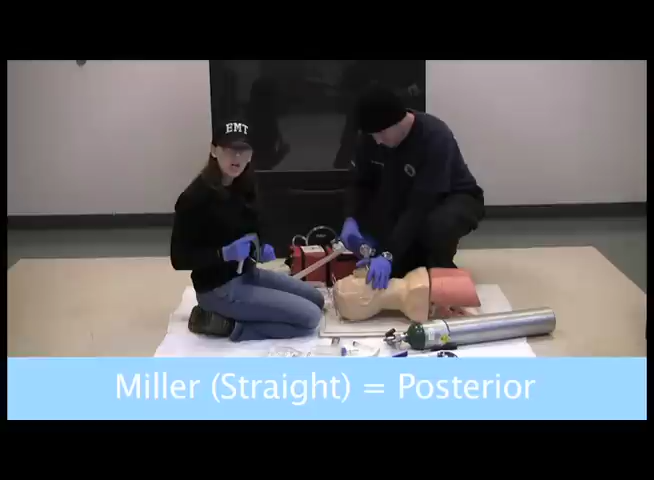 EMT
Miller (Straight) = Posterior